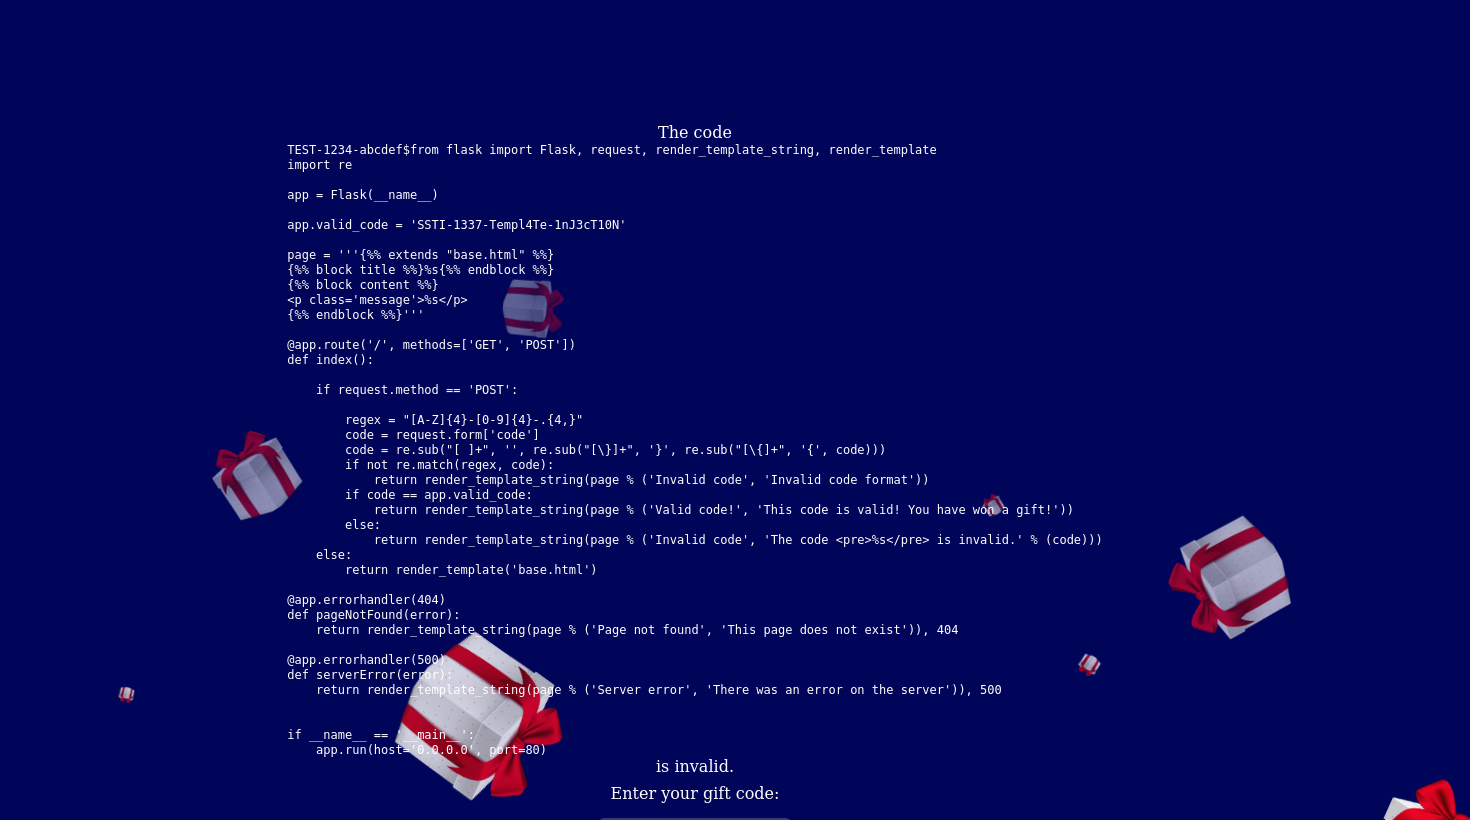 The code
TEST-1234-abcdef$from flask import Flask, request, render_template_string, render_template
import re

app = Flask(__name__)

app.valid_code = 'SSTI-1337-Templ4Te-1nJ3cT10N'

page = '''{%% extends "base.html" %%}
{%% block title %%}%s{%% endblock %%}
{%% block content %%}
<p class='message'>%s</p>
{%% endblock %%}'''

@app.route('/', methods=['GET', 'POST'])
def index():

    if request.method == 'POST':

        regex = "[A-Z]{4}-[0-9]{4}-.{4,}"
        code = request.form['code']
        code = re.sub("[ ]+", '', re.sub("[\}]+", '}', re.sub("[\{]+", '{', code)))
        if not re.match(regex, code):
            return render_template_string(page % ('Invalid code', 'Invalid code format'))
        if code == app.valid_code:
            return render_template_string(page % ('Valid code!', 'This code is valid! You have won a gift!'))
        else:
            return render_template_string(page % ('Invalid code', 'The code <pre>%s</pre> is invalid.' % (code)))
    else:
        return render_template('base.html')

@app.errorhandler(404)
def pageNotFound(error):
    return render_template_string(page % ('Page not found', 'This page does not exist')), 404

@app.errorhandler(500)
def serverError(error):
    return render_template_string(page % ('Server error', 'There was an error on the server')), 500


if __name__ == '__main__':
    app.run(host='0.0.0.0', port=80)
is invalid.
Enter your gift code: